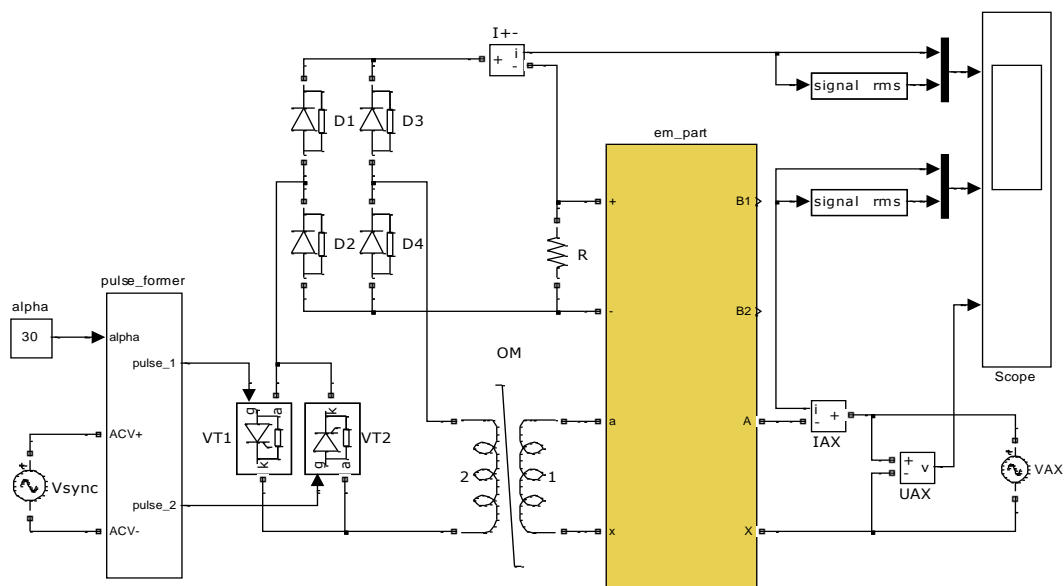 I+-
+ i
-
signal rms
D1
D3
em_part
signal rms
+
B1
D2
D4
R
-
B2
pulse_former
alpha
30
alpha
pulse_1
OM
Scope
g a
k
VT1
k
g a
VT2
a
A
i +
-
IAX
2
1
+
- v
UAX
VAX
ACV+
Vsync
pulse_2
ACV-
x
X